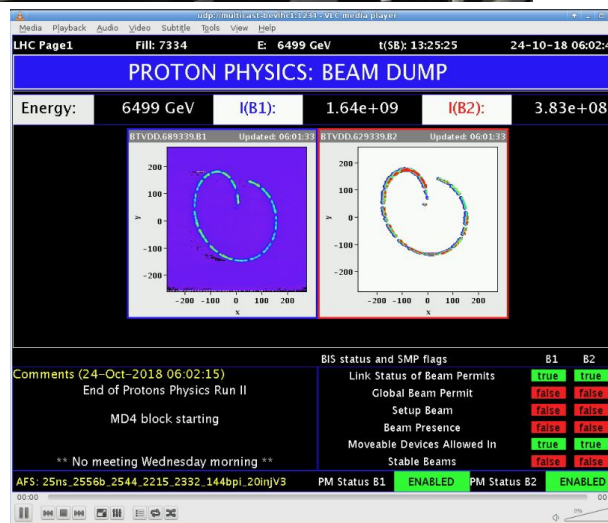 udp://multicast-bevlhc1:1234 - VLC media player
Media Playback Audio Video Subtitle Tools View Help
LHC Page1 Fill: 7334 E: 6499 GeV t(SB): 13:25:25 24-10-18 06:02:4
PROTON PHYSICS: BEAM DUMP
Energy: 6499 GeV I(B1): 1.64e+09 I(B2): 3.83e+08
BTVDD.689339.B1 Updated: 06:01:33 BTVDD.629339.B2 Updated: 06:01:33
200 200
100 100
y 0 y 0
-100 -100
-200 -200
-200 -100 0 100 200 -200 -100 0 100 200
x x
BIS status and SMP flags B1 B2
Comments (24-Oct-2018 06:02:15) Link Status of Beam Permits true true
End of Protons Physics Run II Global Beam Permit false false
MD4 block starting Setup Beam false false
Beam Presence false false
Moveable Devices Allowed In true true
** No meeting Wednesday morning ** Stable Beams false false
AFS: 25ns_2556b_2544_2215_2332_144bpi_20injV3 PM Status B1 ENABLED PM Status B2 ENABLED
00:00 00
0%